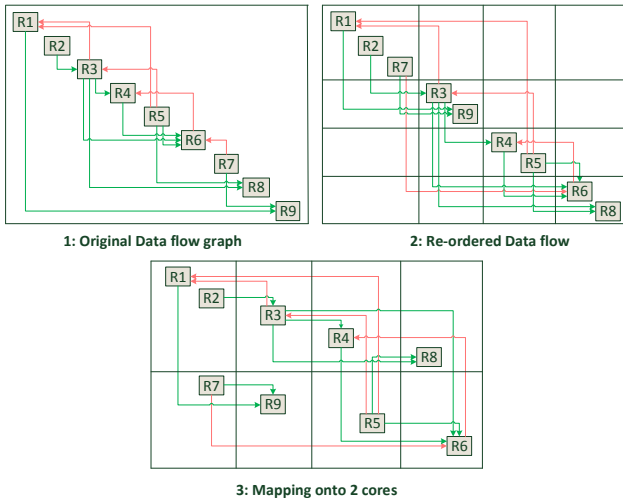 R1
R2
R3
R4
R5
R6
R7
R8
R9
1: Original Data flow graph
R1
R2
R7
R3
R9
R4
R5
R6
R8
2: Re-ordered Data flow
R1
R2
R3
R4
R8
R7
R9
R5
R6
3: Mapping onto 2 cores